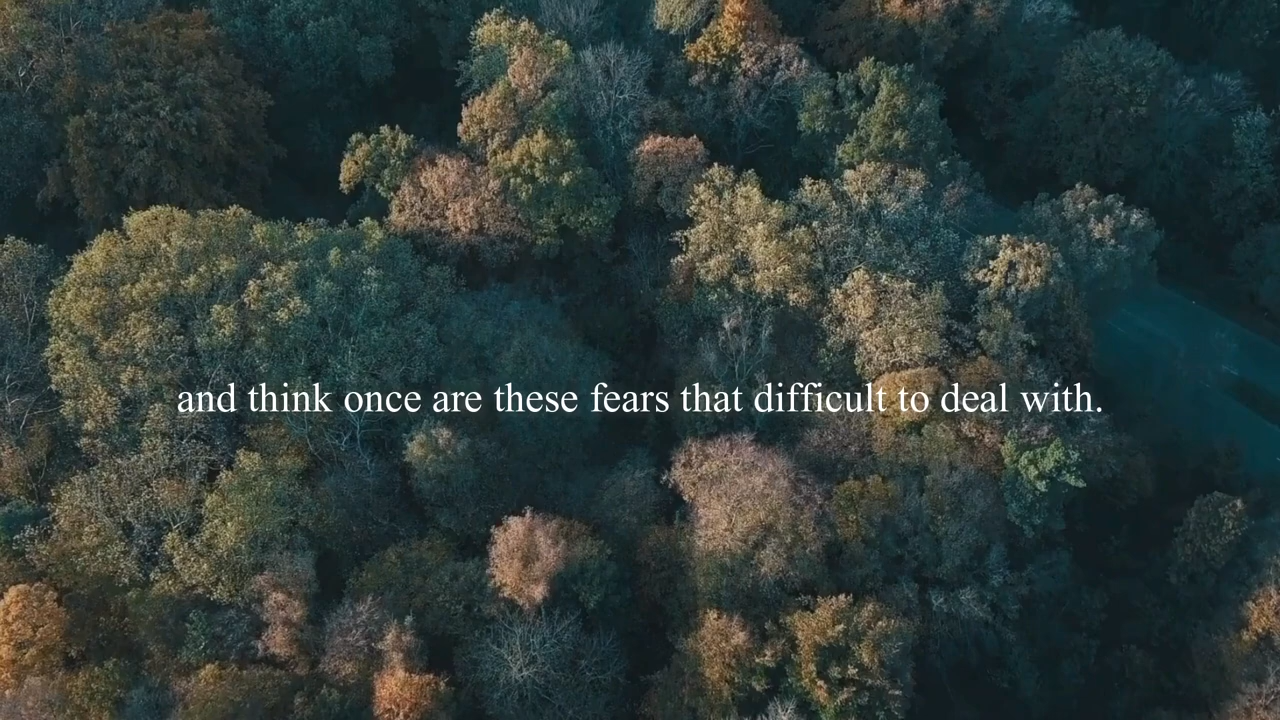 and think once are these fears that difficult to deal with.